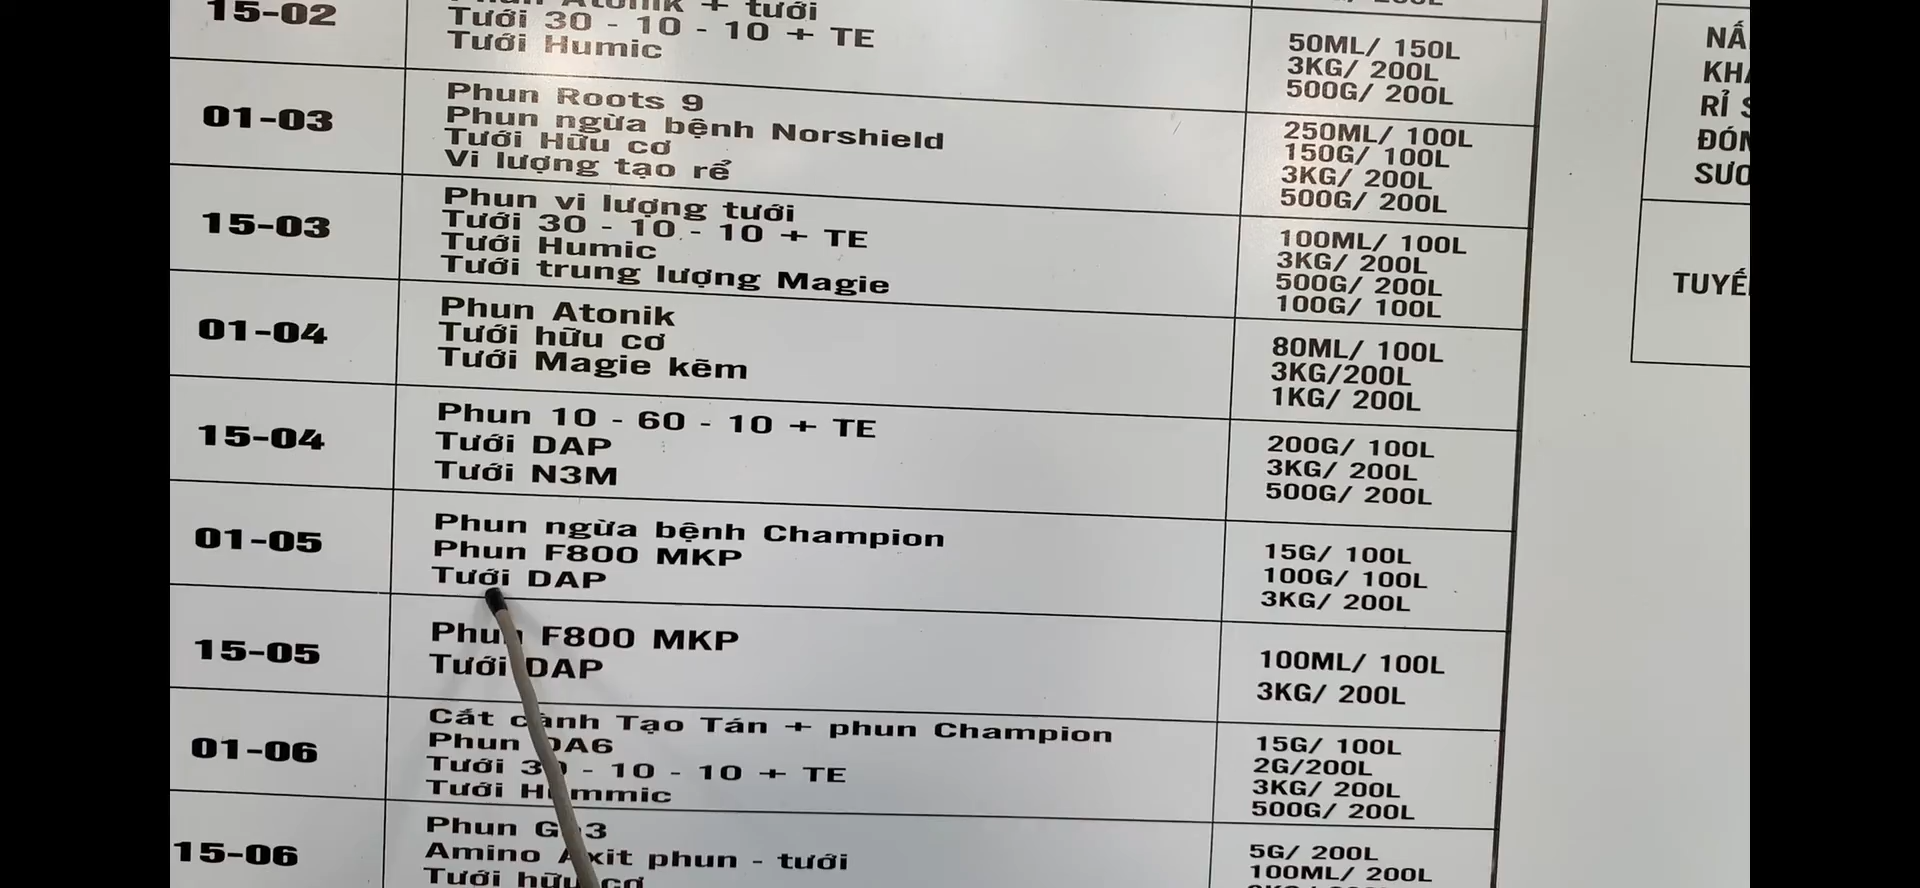 15-02
Atonik + tưới
Tưới 30 - 10 - 10 + TE
Tưới Humic
200L
50ML/ 150L
3KG/ 200L
500G/ 200L
01-03
Phun Roots 9
Phun ngừa bệnh Norshield
Tưới Hữu cơ
Vi lượng tạo rể
250ML/ 100L
150G/ 100L
3KG/ 200L
500G/ 200L
15-03
Phun vi lượng tưới
Tưới 30 - 10 - 10 + TE
Tưới Humic
Tưới trung lượng Magie
100ML/ 100L
3KG/ 200L
500G/ 200L
100G/ 100L
01-04
Phun Atonik
Tưới hữu cơ
Tưới Magie kẽm
80ML/ 100L
3KG/200L
1KG/ 200L
15-04
Phun 10 - 60 - 10 + TE
Tưới DAP
Tưới N3M
200G/ 100L
3KG/ 200L
500G/ 200L
01-05
Phun ngừa bệnh Champion
Phun F800 MKP
Tưới DAP
15G/ 100L
100G/ 100L
3KG/ 200L
15-05
Phun F800 MKP
Tưới DAP
100ML/ 100L
3KG/ 200L
01-06
Cắt cành Tạo Tán + phun Champion
Phun DA6
Tưới 30 - 10 - 10 + TE
Tưới Hummic
15G/ 100L
2G/200L
3KG/ 200L
500G/ 200L
15-06
Phun
Amino Axit phun - tưới
Tưới hữu cơ
5G/ 200L
100ML/ 200L
NẤ
KH
RỈ
ĐÓ
SƯƠ
TUYẾ